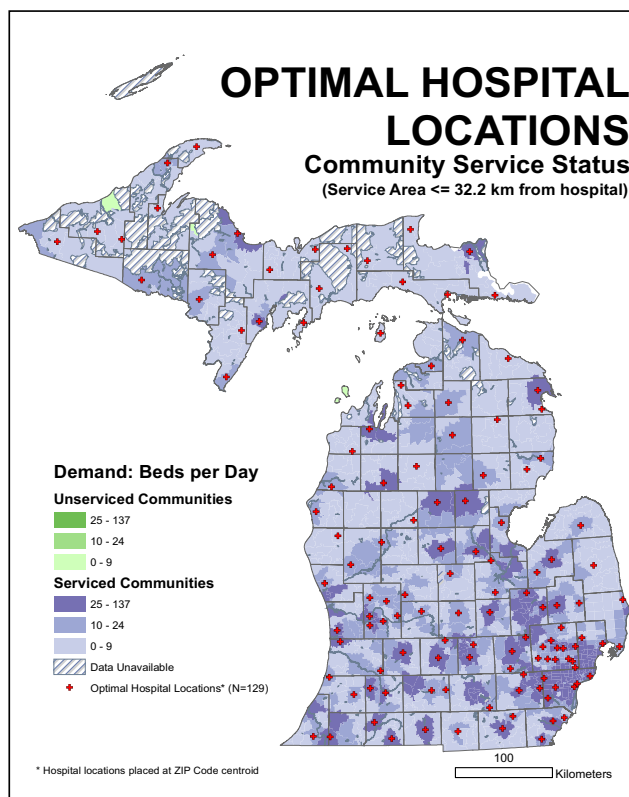 OPTIMAL HOSPITAL
LOCATIONS
Community Service Status
(Service Area <= 32.2 km from hospital)
Demand: Beds per Day
Unserviced Communities
25 - 137
10 - 24
0 - 9
Serviced Communities
25 - 137
10 - 24
0 - 9
Data Unavailable
Optimal Hospital Locations* (N=129)
* Hospital locations placed at ZIP Code centroid
100
Kilometers